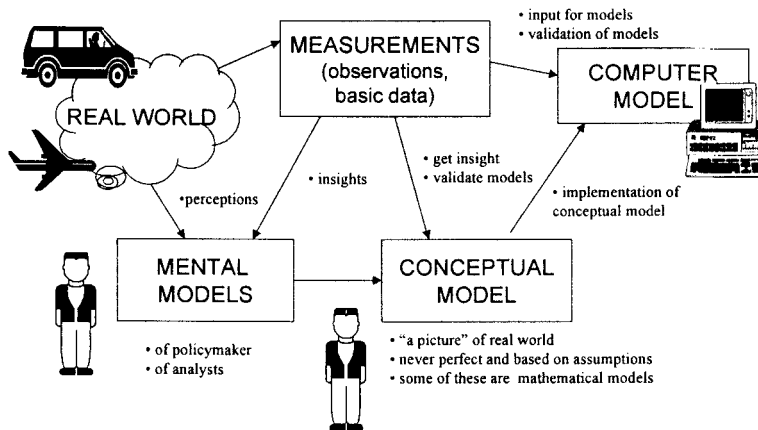 • input for models
• validation of models
MEASUREMENTS
(observations,
basic data)
COMPUTER
MODEL
REAL WORLD
• get insight
• validate models
• insights
•perceptions
• implementation of
conceptual model
MENTAL
MODELS
CONCEPTUAL
MODEL
• of policymaker
• of analysts
• “a picture” of real world
• never perfect and based on assumptions
• some of these are mathematical models